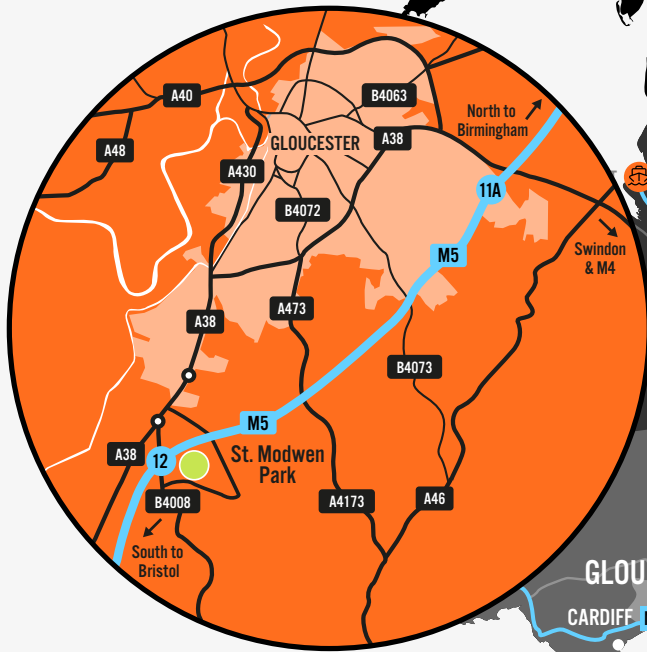 A40
B4063
North to
Birmingham
A48
GLOUCESTER
A38
A430
11A
B4072
Swindon
& M4
M5
A473
A38
B4073
M5
A38
12
St. Modwen
Park
B4008
A4173
A46
South to
Bristol
GLOU
CARDIFF